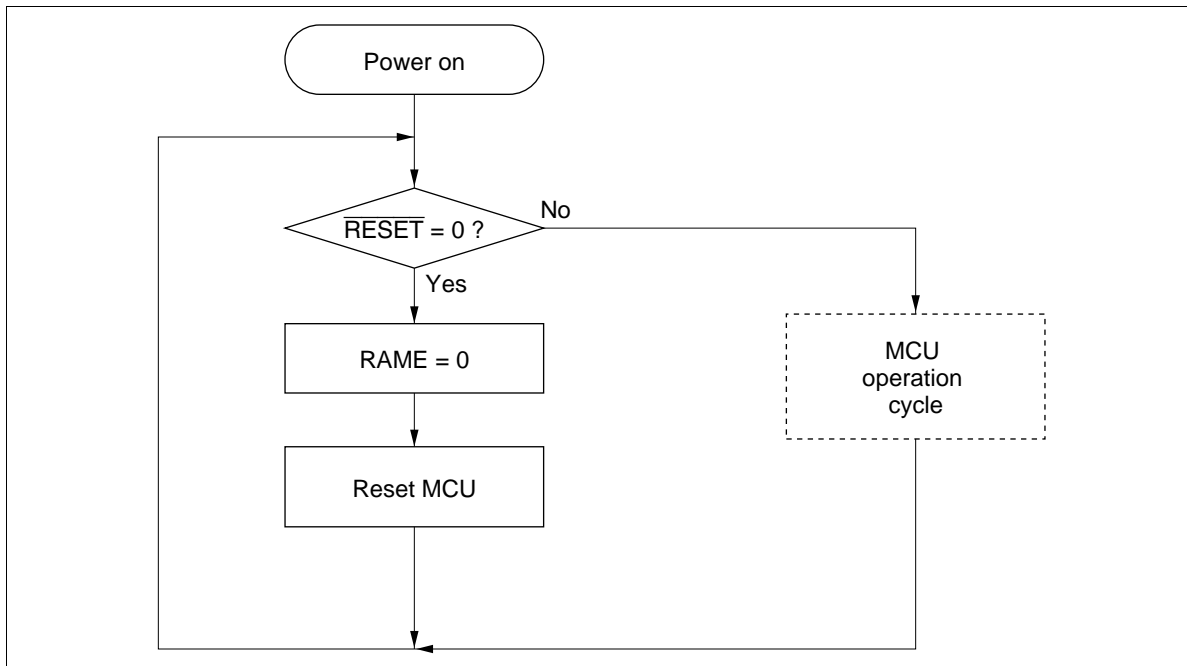 Power on
RESET = 0 ?
No
Yes
RAME = 0
MCU
operation
cycle
Reset MCU